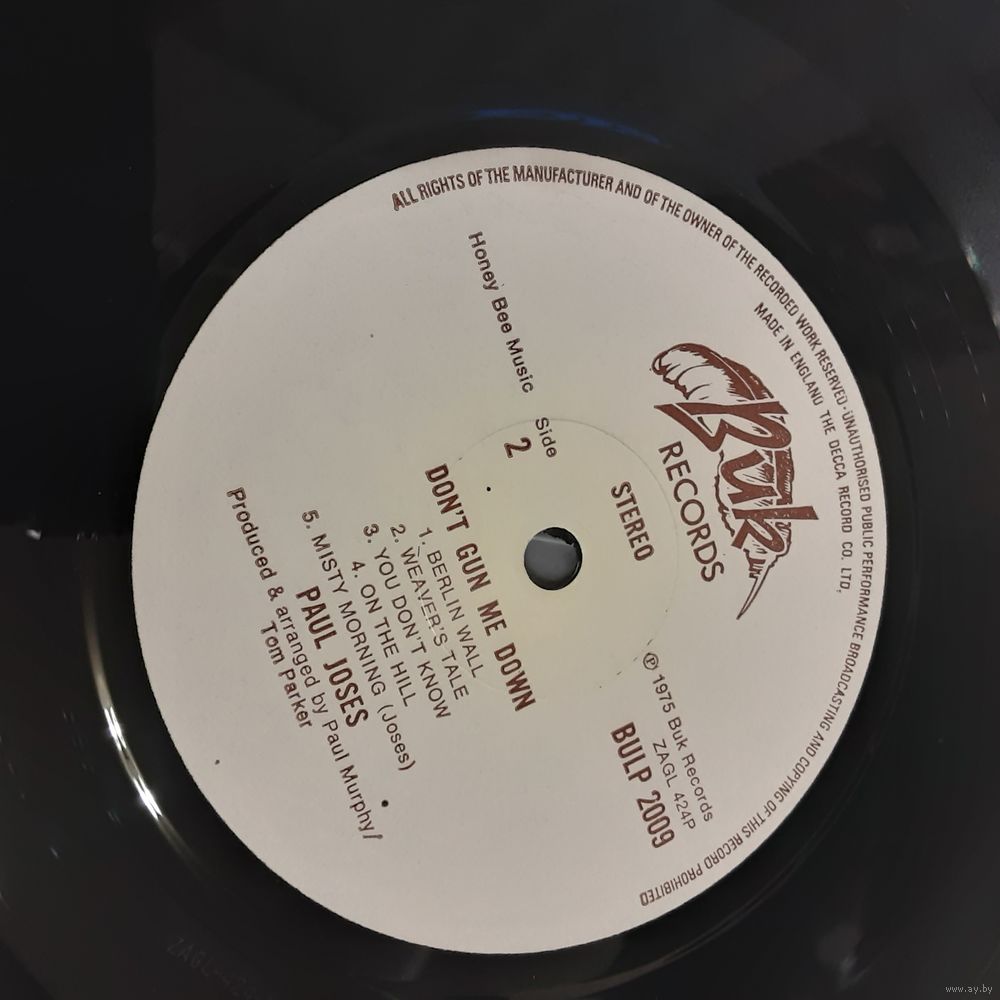 ALL RIGHTS OF THE MANUFACTURER AND OF THE OWNER OF THE RECORDED WORK RESERVED · UNAUTHORISED PUBLIC PERFORMANCE BROADCASTING AND COPYING OF THIS RECORD PROHIBITED
MADE IN ENGLAND THE DECCA RECORD CO. LTD,
Buk
RECORDS
STEREO
℗ 1975 Buk Records
ZAGL 424P
BULP 2009
Honey Bee Music
Side
2
DON'T GUN ME DOWN
1. BERLIN WALL
2. WEAVER'S TALE
3. YOU DON'T KNOW
4. ON THE HILL
5. MISTY MORNING (Joses)
PAUL JOSES
Produced & arranged by Paul Murphy/
Tom Parker
www.ay.by